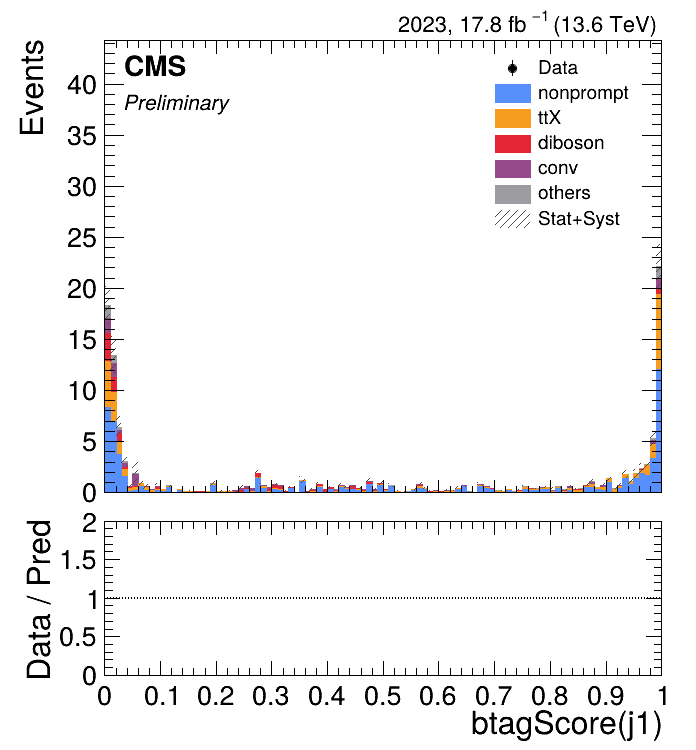 2023, 17.8 fb⁻¹ (13.6 TeV)
CMS
Preliminary
Events
Data
nonprompt
ttX
diboson
conv
others
Stat+Syst
40
35
30
25
20
15
10
5
0
Data / Pred
2
1.5
1
0.5
0
0 0.1 0.2 0.3 0.4 0.5 0.6 0.7 0.8 0.9 1
btagScore(j1)